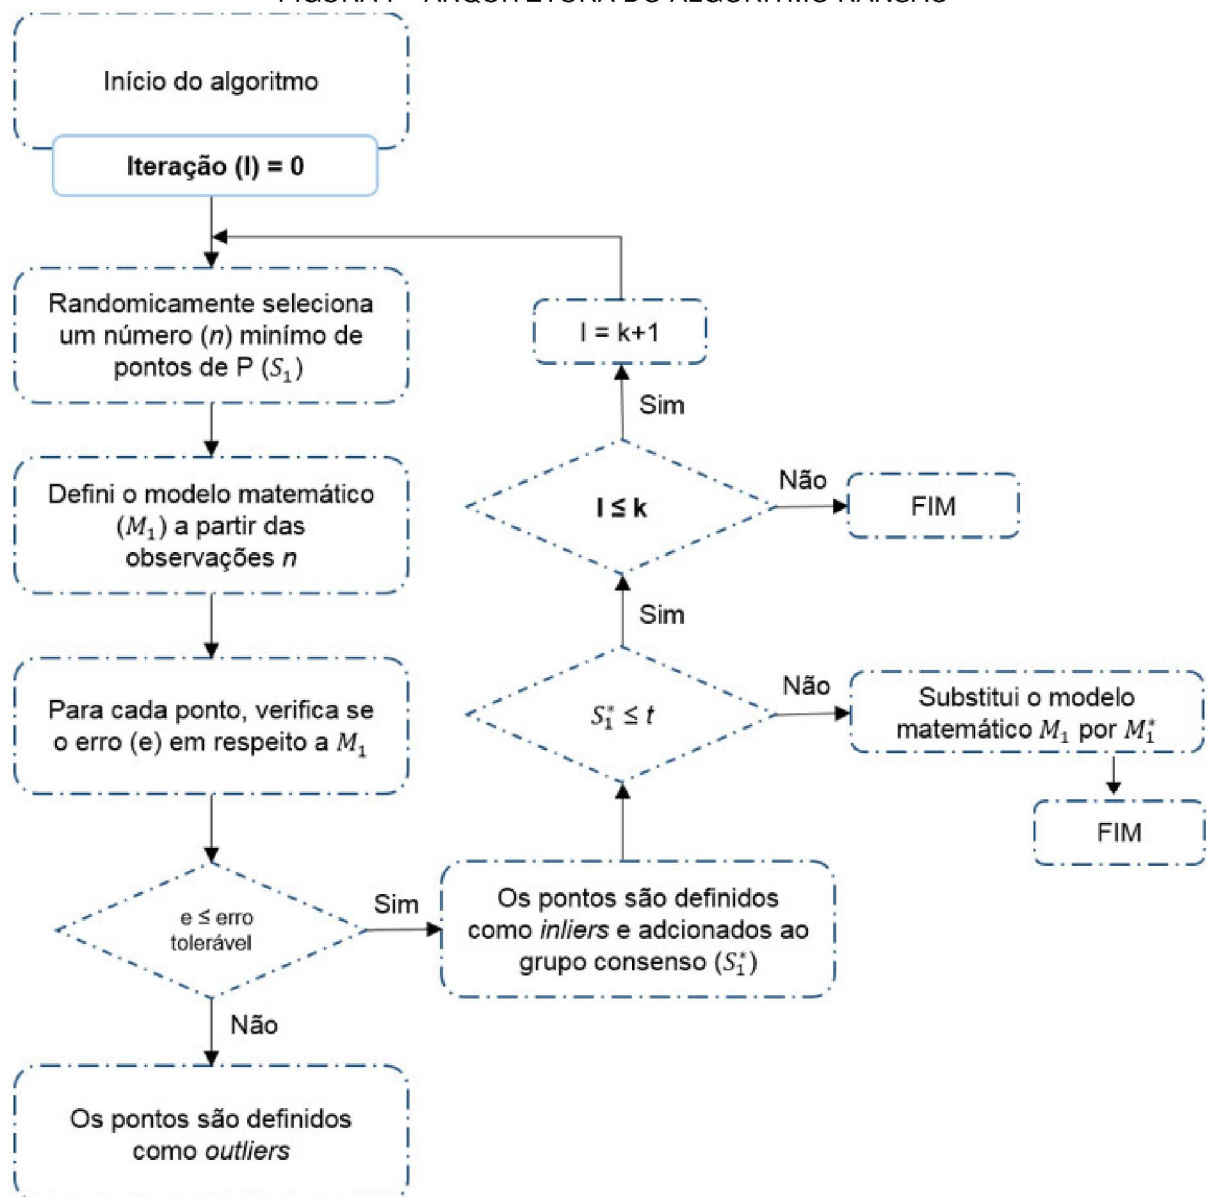 Início do algoritmo
Iteração (I) = 0
Randomicamente seleciona
um número (n) minímo de
pontos de P (S₁)
Defini o modelo matemático
(M₁) a partir das
observações n
Para cada ponto, verifica se
o erro (e) em respeito a M₁
e ≤ erro
tolerável
Sim
Não
Os pontos são definidos
como outliers
Os pontos são definidos
como inliers e adcionados ao
grupo consenso (S₁*)
S₁* ≤ t
Não
Substitui o modelo
matemático M₁ por M₁*
FIM
Sim
I ≤ k
Não
FIM
Sim
I = k+1